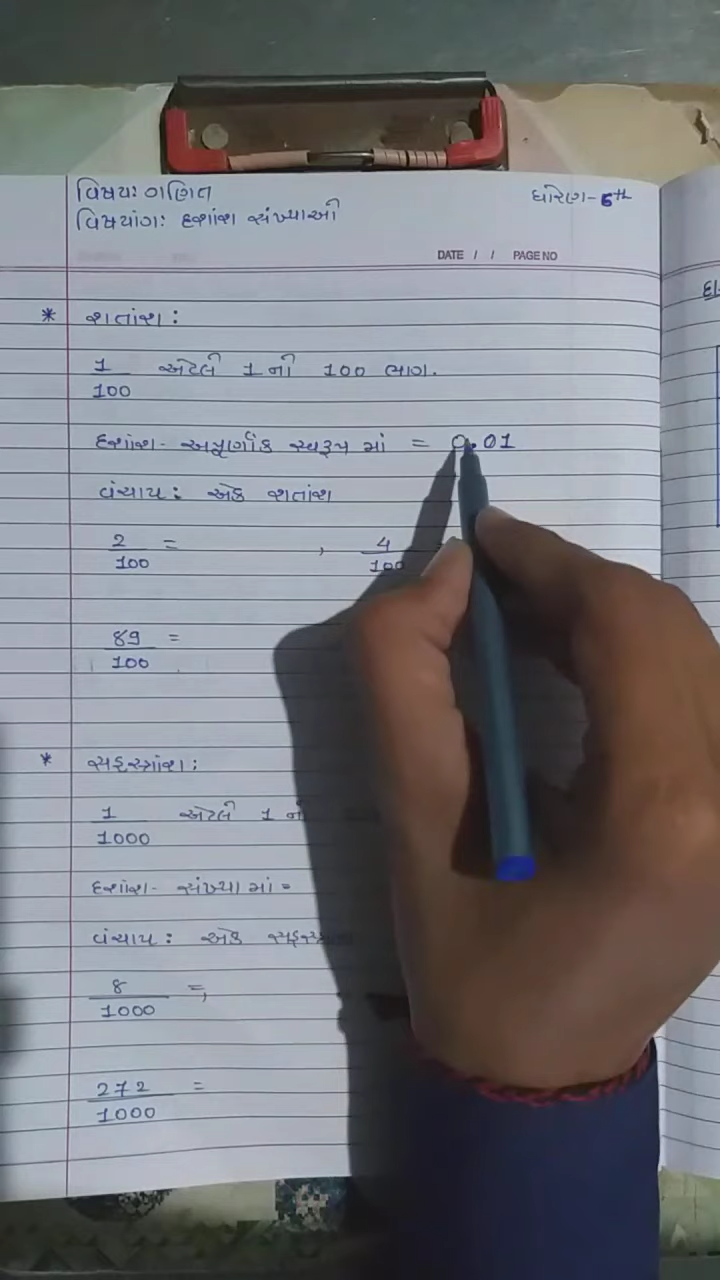 વિષય: ગણિત
ધોરણ-5th
વિષયાંગ: દશાંશ સંખ્યાઓ
DATE / / PAGE NO
* શતાંશ:
1/100 એટલે 1 ની 100 ભાગ.
દશાંશ- અપૂર્ણાંક સ્વરૂપ માં = 0.01
વંચાય: એક શતાંશ
2/100 = , 4/100
89/100 =
* સહસ્ત્રાંશ:
1/1000 એટલે 1 ની
દશાંશ- સંખ્યા માં =
વંચાય: એક
8/1000 =,
272/1000 =